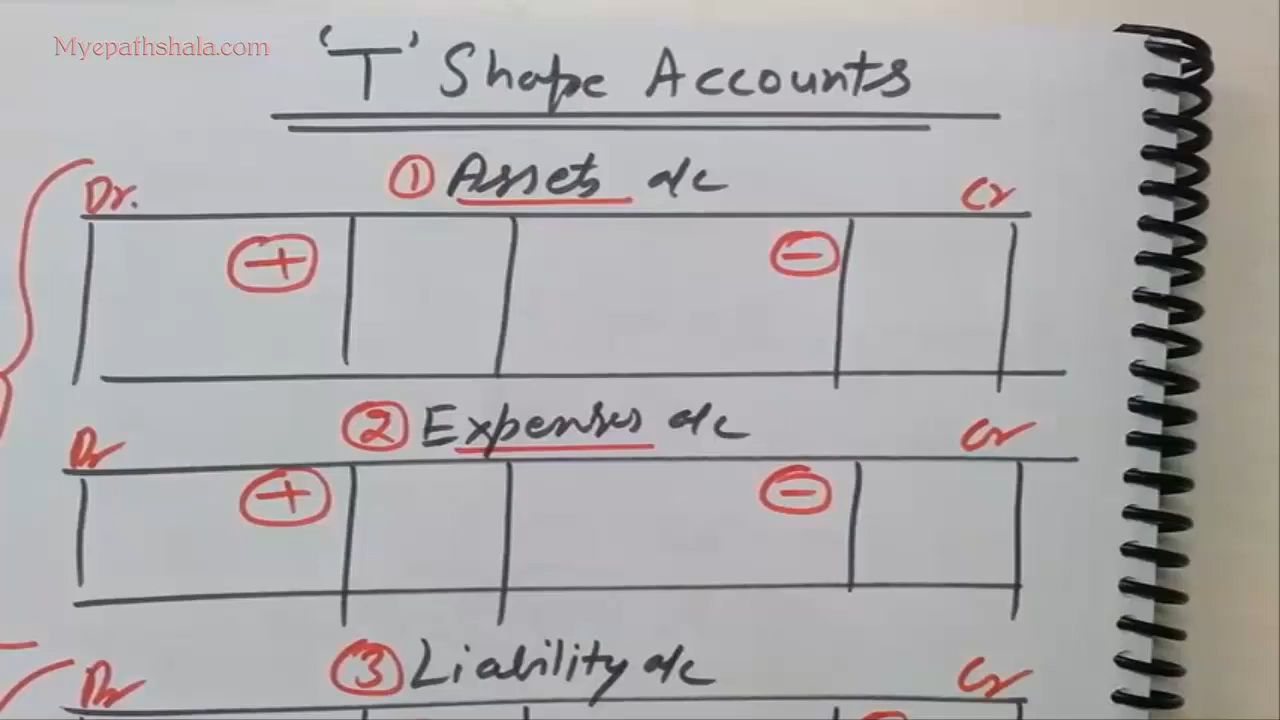 Myepathshala.com
'T' Shape Accounts
Dr. ① Assets a/c Cr
+ −
Dr ② Expenses a/c Cr
+ −
Dr ③ Liability a/c Cr